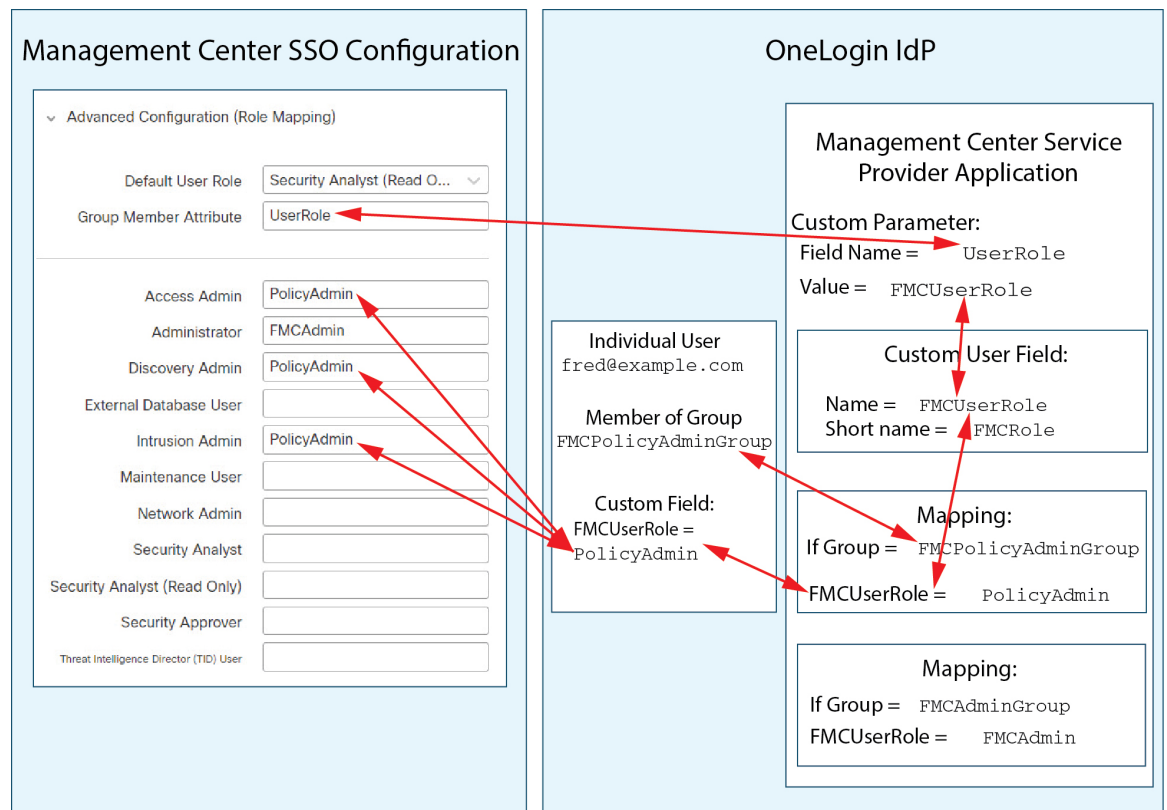 Management Center SSO Configuration
Advanced Configuration (Role Mapping)
Default User Role Security Analyst (Read O...
Group Member Attribute UserRole
Access Admin PolicyAdmin
Administrator FMCAdmin
Discovery Admin PolicyAdmin
External Database User
Intrusion Admin PolicyAdmin
Maintenance User
Network Admin
Security Analyst
Security Analyst (Read Only)
Security Approver
Threat Intelligence Director (TID) User
OneLogin IdP
Individual User
fred@example.com
Member of Group
FMCPolicyAdminGroup
Custom Field:
FMCUserRole =
PolicyAdmin
Management Center Service
Provider Application
Custom Parameter:
Field Name = UserRole
Value = FMCUserRole
Custom User Field:
Name = FMCUserRole
Short name = FMCRole
Mapping:
If Group = FMCPolicyAdminGroup
FMCUserRole = PolicyAdmin
Mapping:
If Group = FMCAdminGroup
FMCUserRole = FMCAdmin